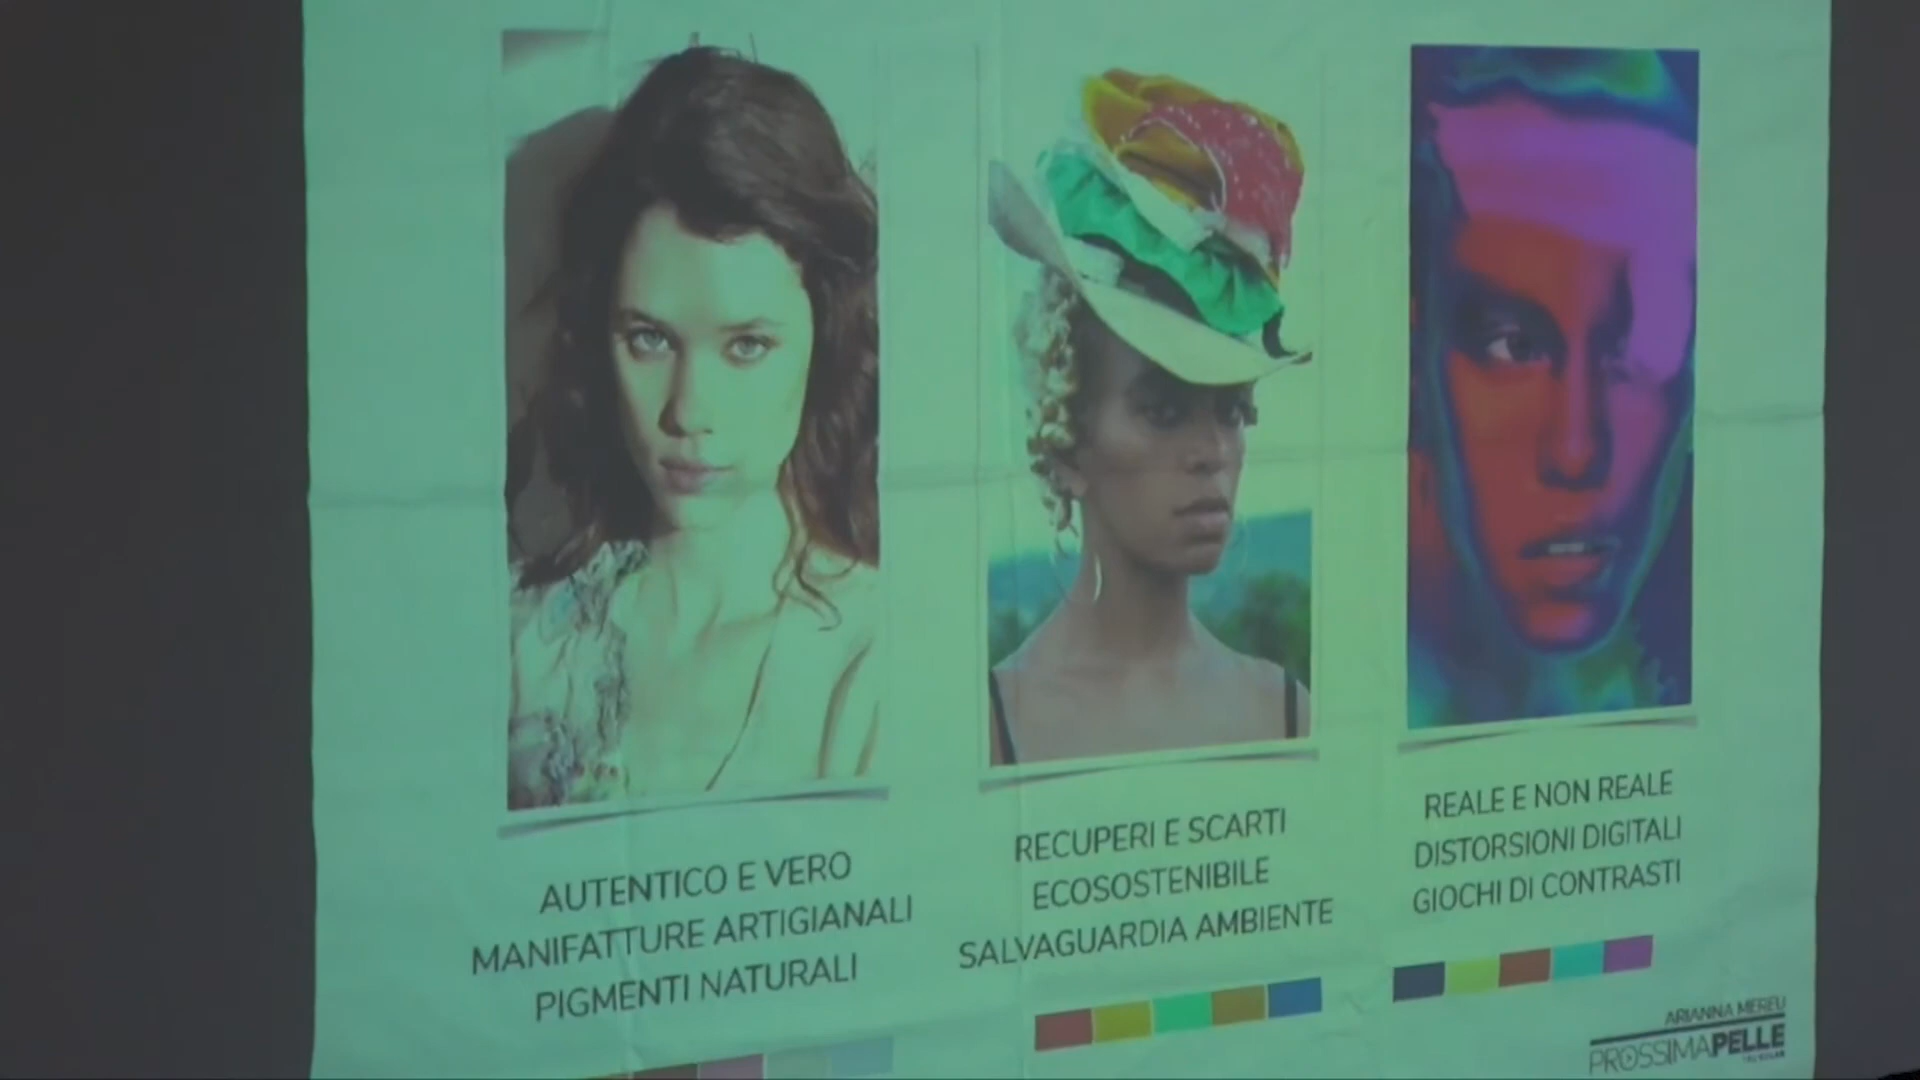 AUTENTICO E VERO
MANIFATTURE ARTIGIANALI
PIGMENTI NATURALI
RECUPERI E SCARTI
ECOSOSTENIBILE
SALVAGUARDIA AMBIENTE
REALE E NON REALE
DISTORSIONI DIGITALI
GIOCHI DI CONTRASTI
ARIANNA MEREU
PROSSIMAPELLE